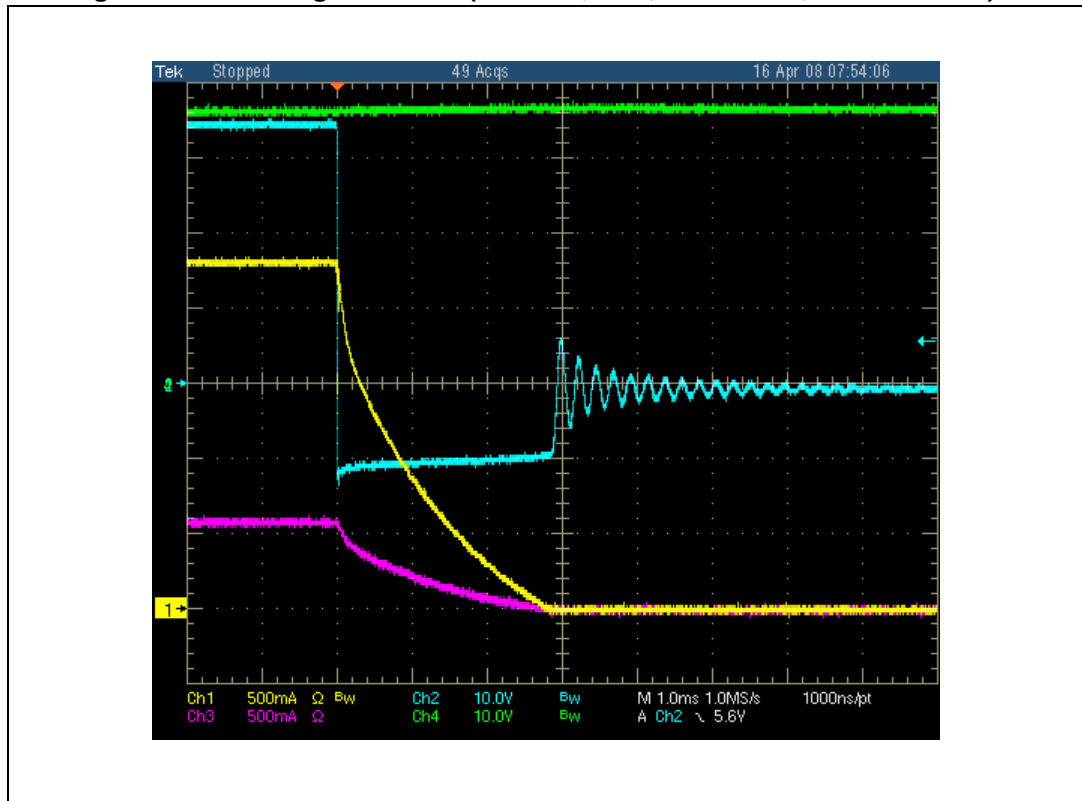 Tek Stopped 49 Acqs 16 Apr 08 07:54:06
2
1
Ch1 500mA Ω Bw Ch2 10.0V Bw M 1.0ms 1.0MS/s 1000ns/pt
Ch3 500mA Ω Ch4 10.0V Bw A Ch2 5.6V